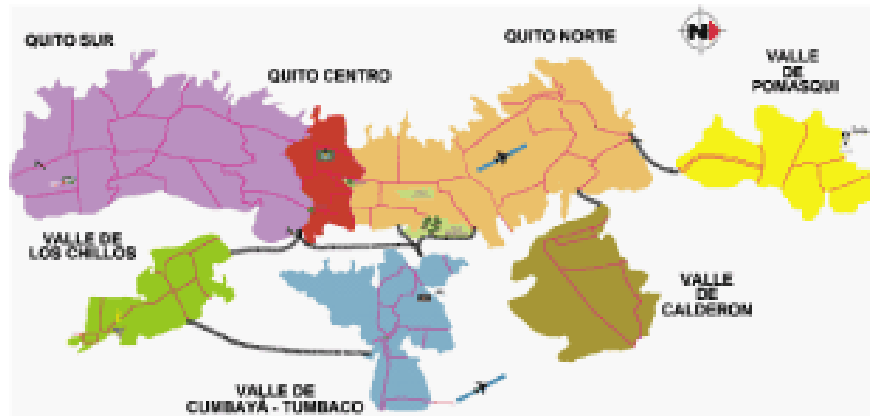 QUITO SUR
QUITO CENTRO
QUITO NORTE
N
VALLE
DE
POMASQUI
VALLE DE
LOS CHILLOS
VALLE
DE
CALDERON
VALLE DE
CUMBAYÁ - TUMBACO